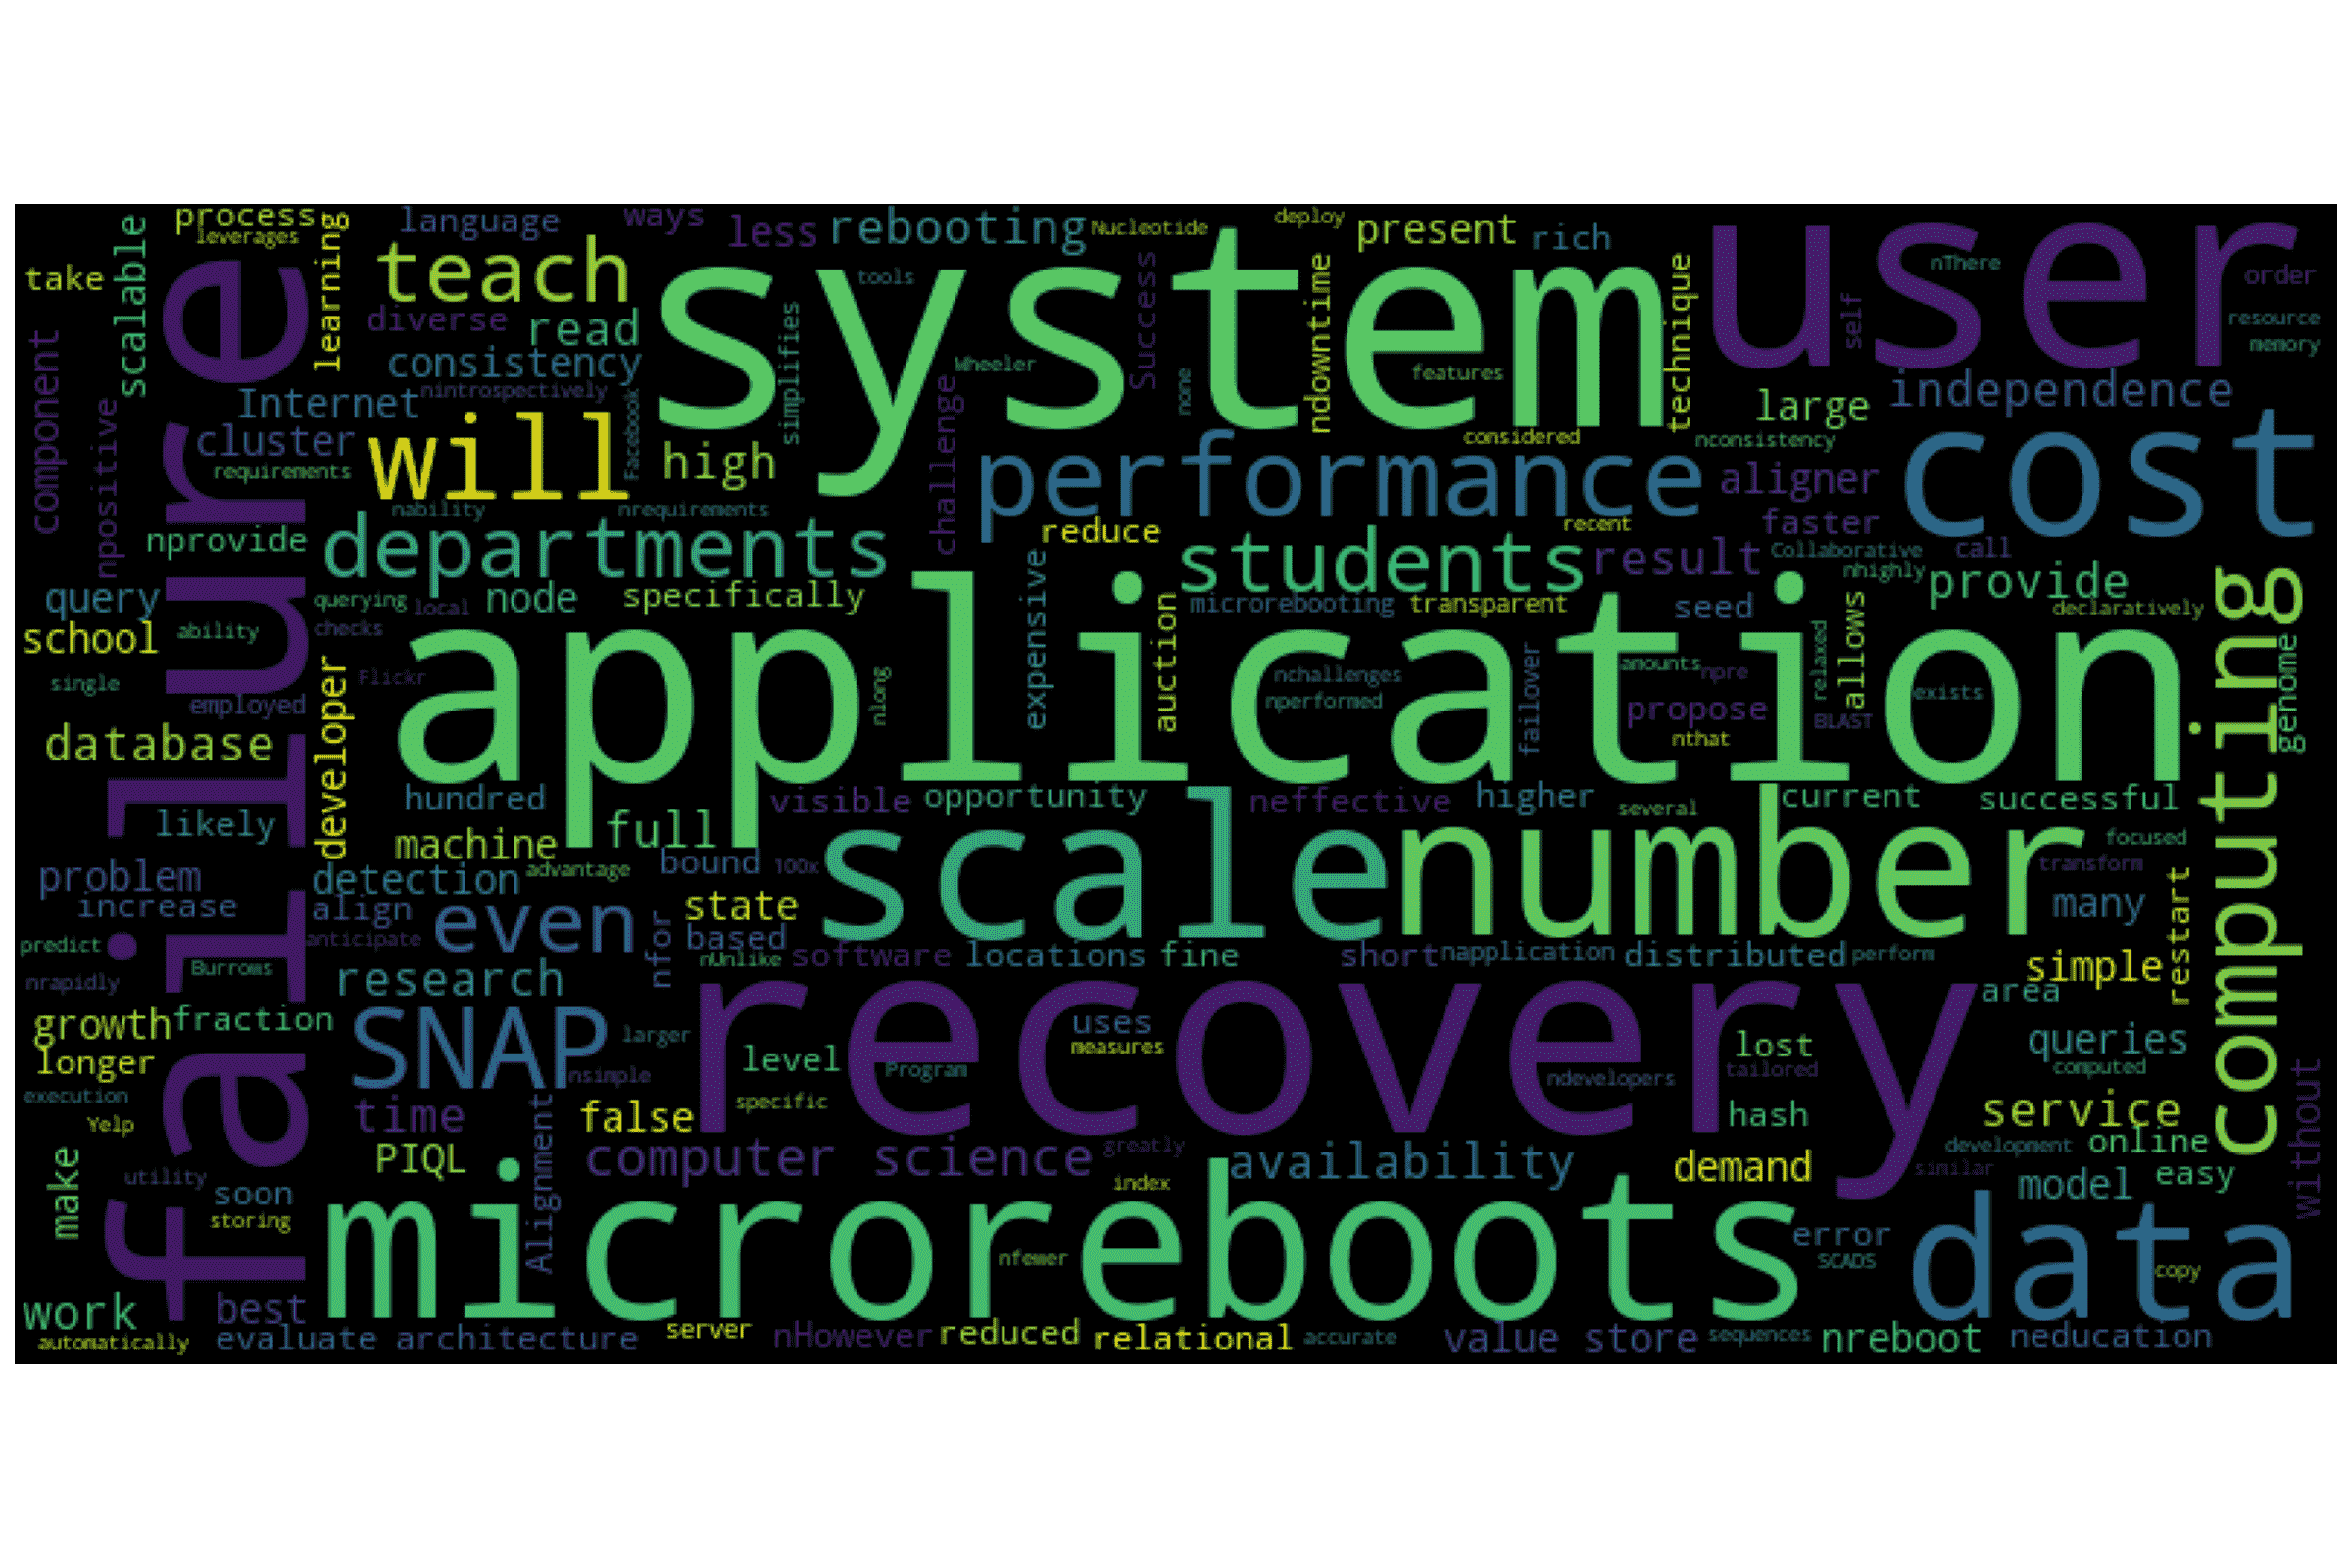 process
leverages
take
scalable
learning
language
ways
less
rebooting
Nucleotide
deploy
present
rich
user
nThere
order
resource
memory
self
teach
diverse
read
consistency
nintrospectively
system
tools
simplifies
Wheeler
Success
none
ndowntime
features
technique
large
independence
component
npositive
Internet
cluster
requirements
will
Facebook
high
challenge
considered
nconsistency
cost
performance
aligner
faster
recent
nability
nrequirements
nprovide
departments
reduce
students
result
Collaborative
call
nhighly
provide
declaratively
query
school
ability
single
employed
failure
querying
local
checks
node
specifically
expensive
microrebooting
transparent
seed
allows
genome
computing
Flickr
developer
application
nlong
auction
nchallenges
nperformed
failover
amounts
npre
propose
nthat
relaxed
BLAST
exists
database
likely
hundred
full
visible
opportunity
neffective
higher
several
current
successful
focused
machine
advantage
bound
100x
scale
number
transform
problem
increase
detection
align
anticipate
even
state
based
nUnlike
software
locations
fine
short
napplication
distributed
perform
many
simple
restart
predict
nrapidly
Burrows
research
nfor
recovery
area
growth
fraction
longer
execution
Yelp
SNAP
larger
nsimple
time
level
specific
uses
measures
Program
ndevelopers
lost
tailored
hash
queries
computed
service
development
online
similar
easy
without
make
utility
soon
storing
PIQL
Alignment
false
computer science
greatly
index
availability
demand
model
microreboots
nfewer
error
SCADS
data
copy
work
automatically
best
evaluate
architecture
server
nHowever
reduced
relational
accurate
value store
sequences
nreboot
neducation